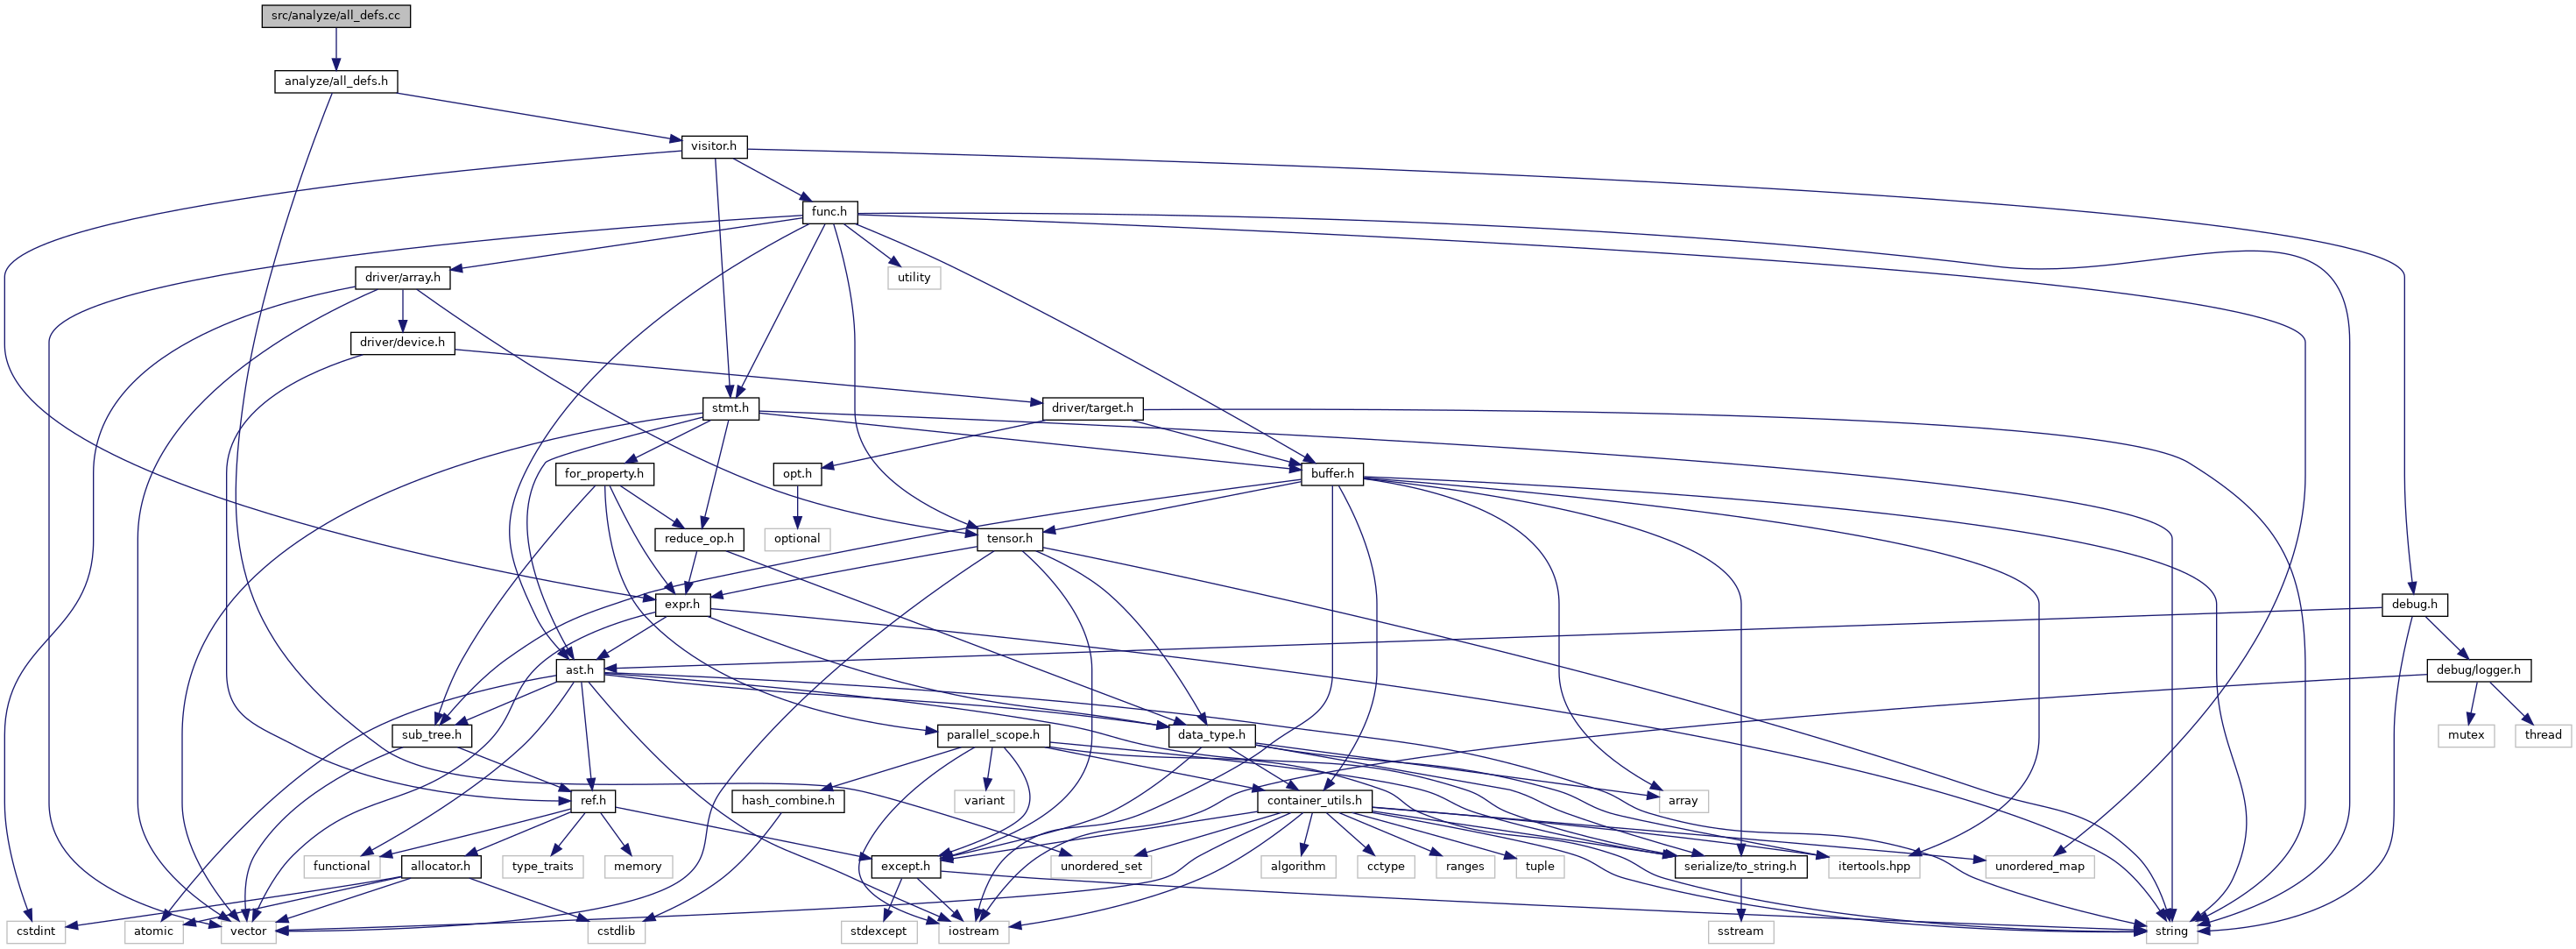 src/analyze/all_defs.cc
analyze/all_defs.h
visitor.h
func.h
driver/array.h
utility
driver/device.h
stmt.h
driver/target.h
for_property.h
opt.h
buffer.h
reduce_op.h
optional
tensor.h
expr.h
debug.h
ast.h
debug/logger.h
sub_tree.h
parallel_scope.h
data_type.h
mutex
thread
ref.h
hash_combine.h
variant
container_utils.h
array
functional
allocator.h
type_traits
memory
except.h
unordered_set
algorithm
cctype
ranges
tuple
serialize/to_string.h
itertools.hpp
unordered_map
cstdint
atomic
vector
cstdlib
stdexcept
iostream
sstream
string